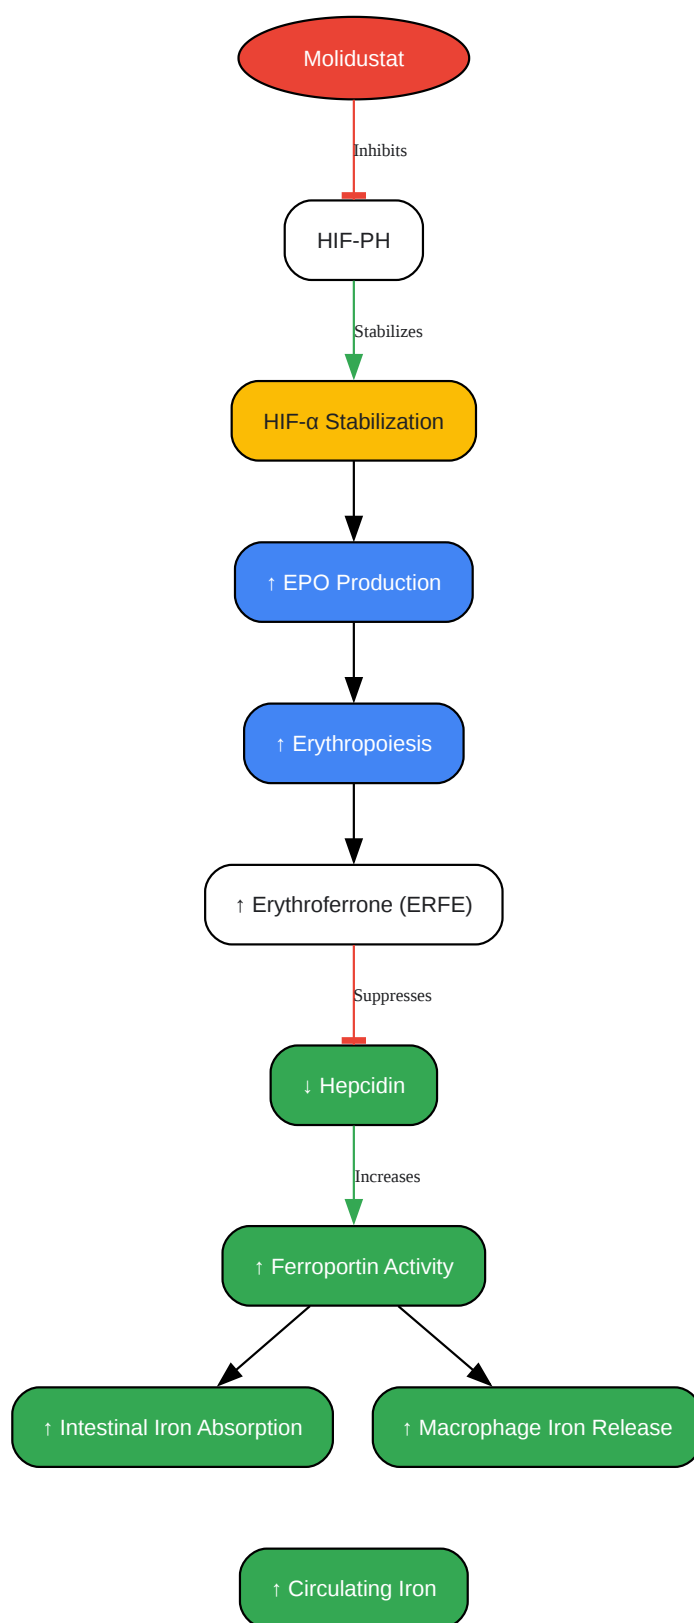 Molidustat
Inhibits
HIF-PH
Stabilizes
HIF-α Stabilization
↑ EPO Production
↑ Erythropoiesis
↑ Erythroferrone (ERFE)
Suppresses
↓ Hepcidin
Increases
↑ Ferroportin Activity
↑ Intestinal Iron Absorption
↑ Macrophage Iron Release
↑ Circulating Iron